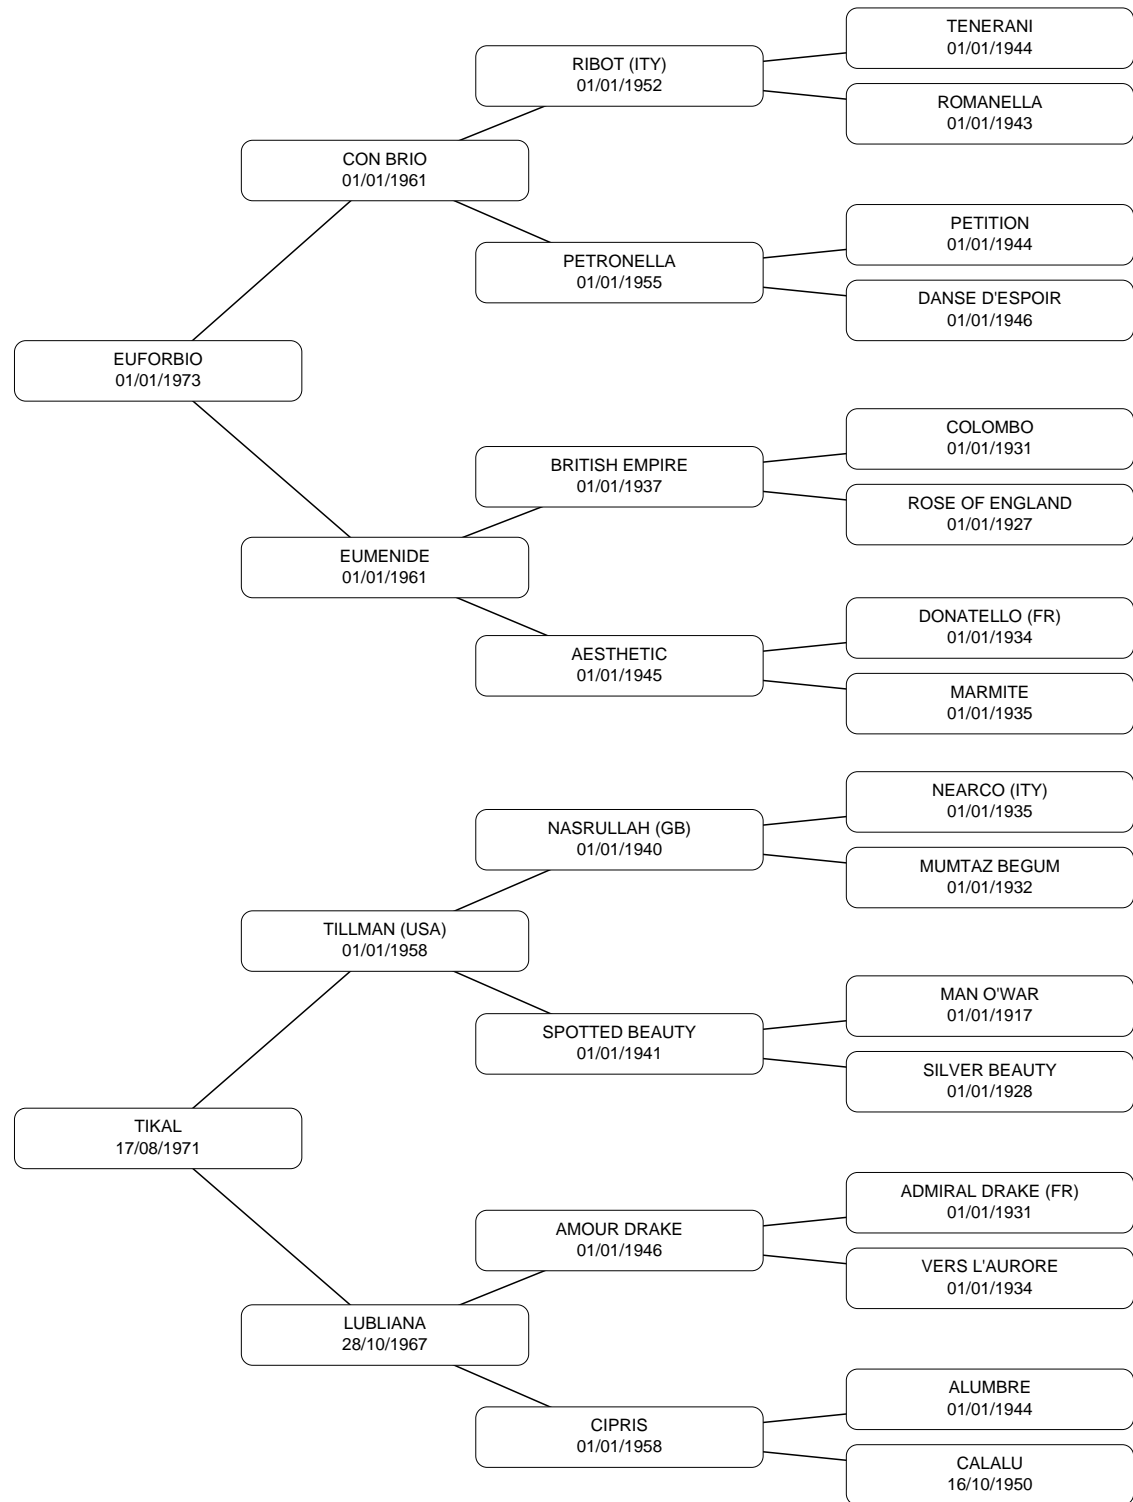 TENERANI
01/01/1944
RIBOT (ITY)
01/01/1952
ROMANELLA
01/01/1943
CON BRIO
01/01/1961
PETITION
01/01/1944
PETRONELLA
01/01/1955
DANSE D'ESPOIR
01/01/1946
EUFORBIO
01/01/1973
COLOMBO
01/01/1931
BRITISH EMPIRE
01/01/1937
ROSE OF ENGLAND
01/01/1927
EUMENIDE
01/01/1961
DONATELLO (FR)
01/01/1934
AESTHETIC
01/01/1945
MARMITE
01/01/1935
NEARCO (ITY)
01/01/1935
NASRULLAH (GB)
01/01/1940
MUMTAZ BEGUM
01/01/1932
TILLMAN (USA)
01/01/1958
MAN O'WAR
01/01/1917
SPOTTED BEAUTY
01/01/1941
SILVER BEAUTY
01/01/1928
TIKAL
17/08/1971
ADMIRAL DRAKE (FR)
01/01/1931
AMOUR DRAKE
01/01/1946
VERS L'AURORE
01/01/1934
LUBLIANA
28/10/1967
ALUMBRE
01/01/1944
CIPRIS
01/01/1958
CALALU
16/10/1950